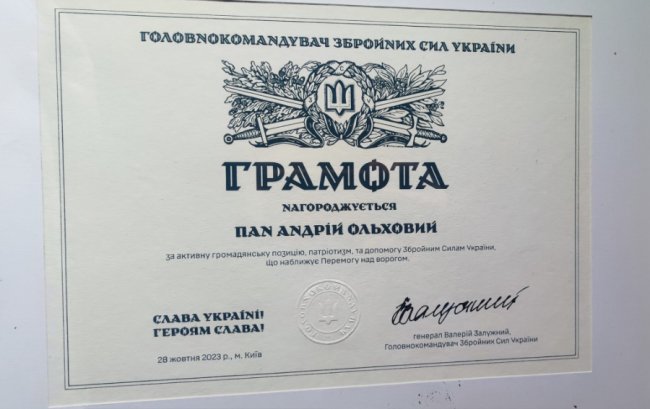 ГОЛОВНОКОМАНДУВАЧ ЗБРОЙНИХ СИЛ УКРАЇНИ
ГРАМОТА
НАГОРОДЖУЄТЬСЯ
ПАН АНДРІЙ ОЛЬХОВИЙ
за активну громадянську позицію, патріотизм, та допомогу Збройним Силам України,
що наближує Перемогу над ворогом.
СЛАВА УКРАЇНІ!
ГЕРОЯМ СЛАВА!
28 жовтня 2023 р., м. Київ
Залужний
генерал Валерій Залужний,
Головнокомандувач Збройних Сил України